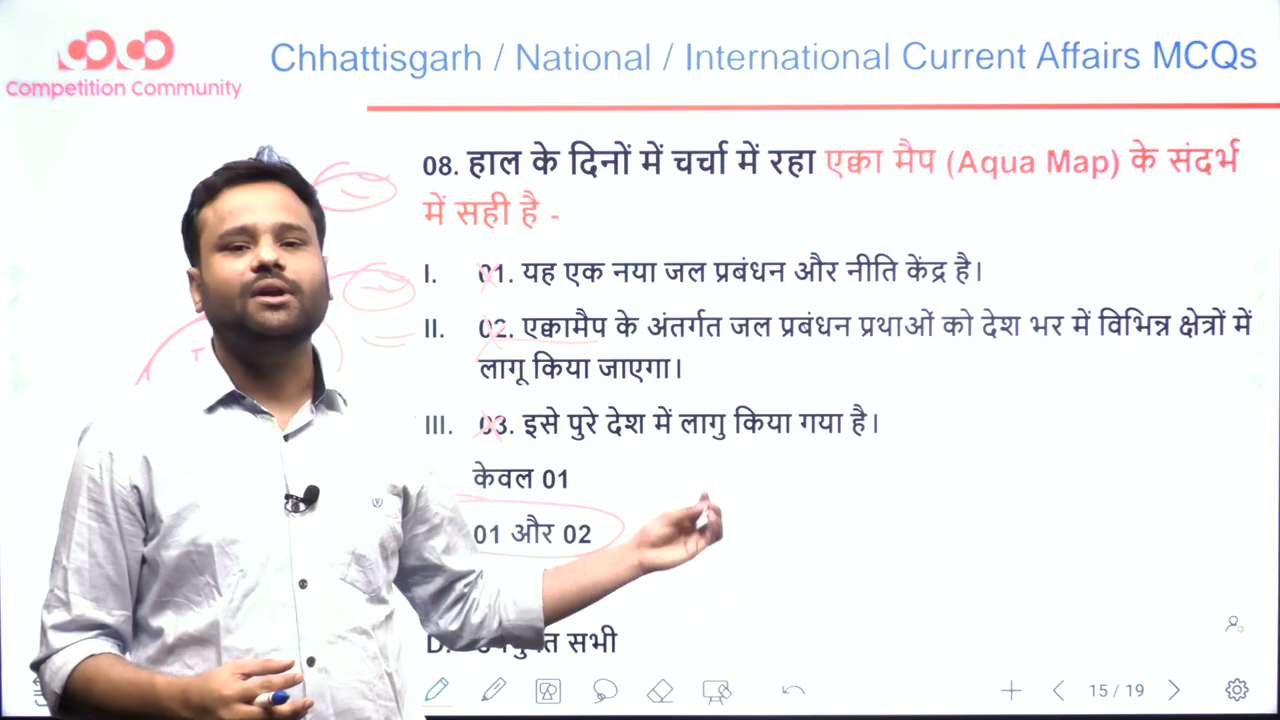 Competition Community
Chhattisgarh / National / International Current Affairs MCQs
08. हाल के दिनों में चर्चा में रहा एक्वा मैप (Aqua Map) के संदर्भ
में सही है -
I. 01. यह एक नया जल प्रबंधन और नीति केंद्र है।
II. 02. एक्वामैप के अंतर्गत जल प्रबंधन प्रथाओं को देश भर में विभिन्न क्षेत्रों में
लागू किया जाएगा।
III. 03. इसे पुरे देश में लागु किया गया है।
केवल 01
01 और 02
D. सभी
15 / 19